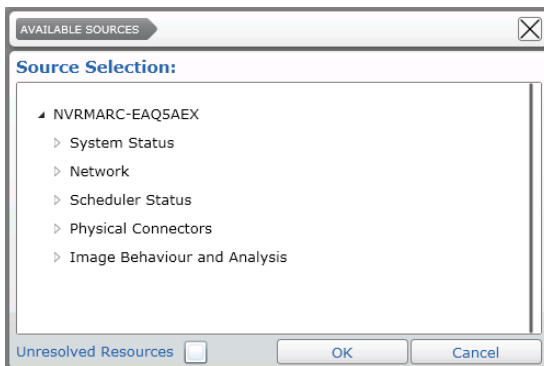 AVAILABLE SOURCES
Source Selection:
NVRMARC-EAQ5AEX
System Status
Network
Scheduler Status
Physical Connectors
Image Behaviour and Analysis
Unresolved Resources OK Cancel